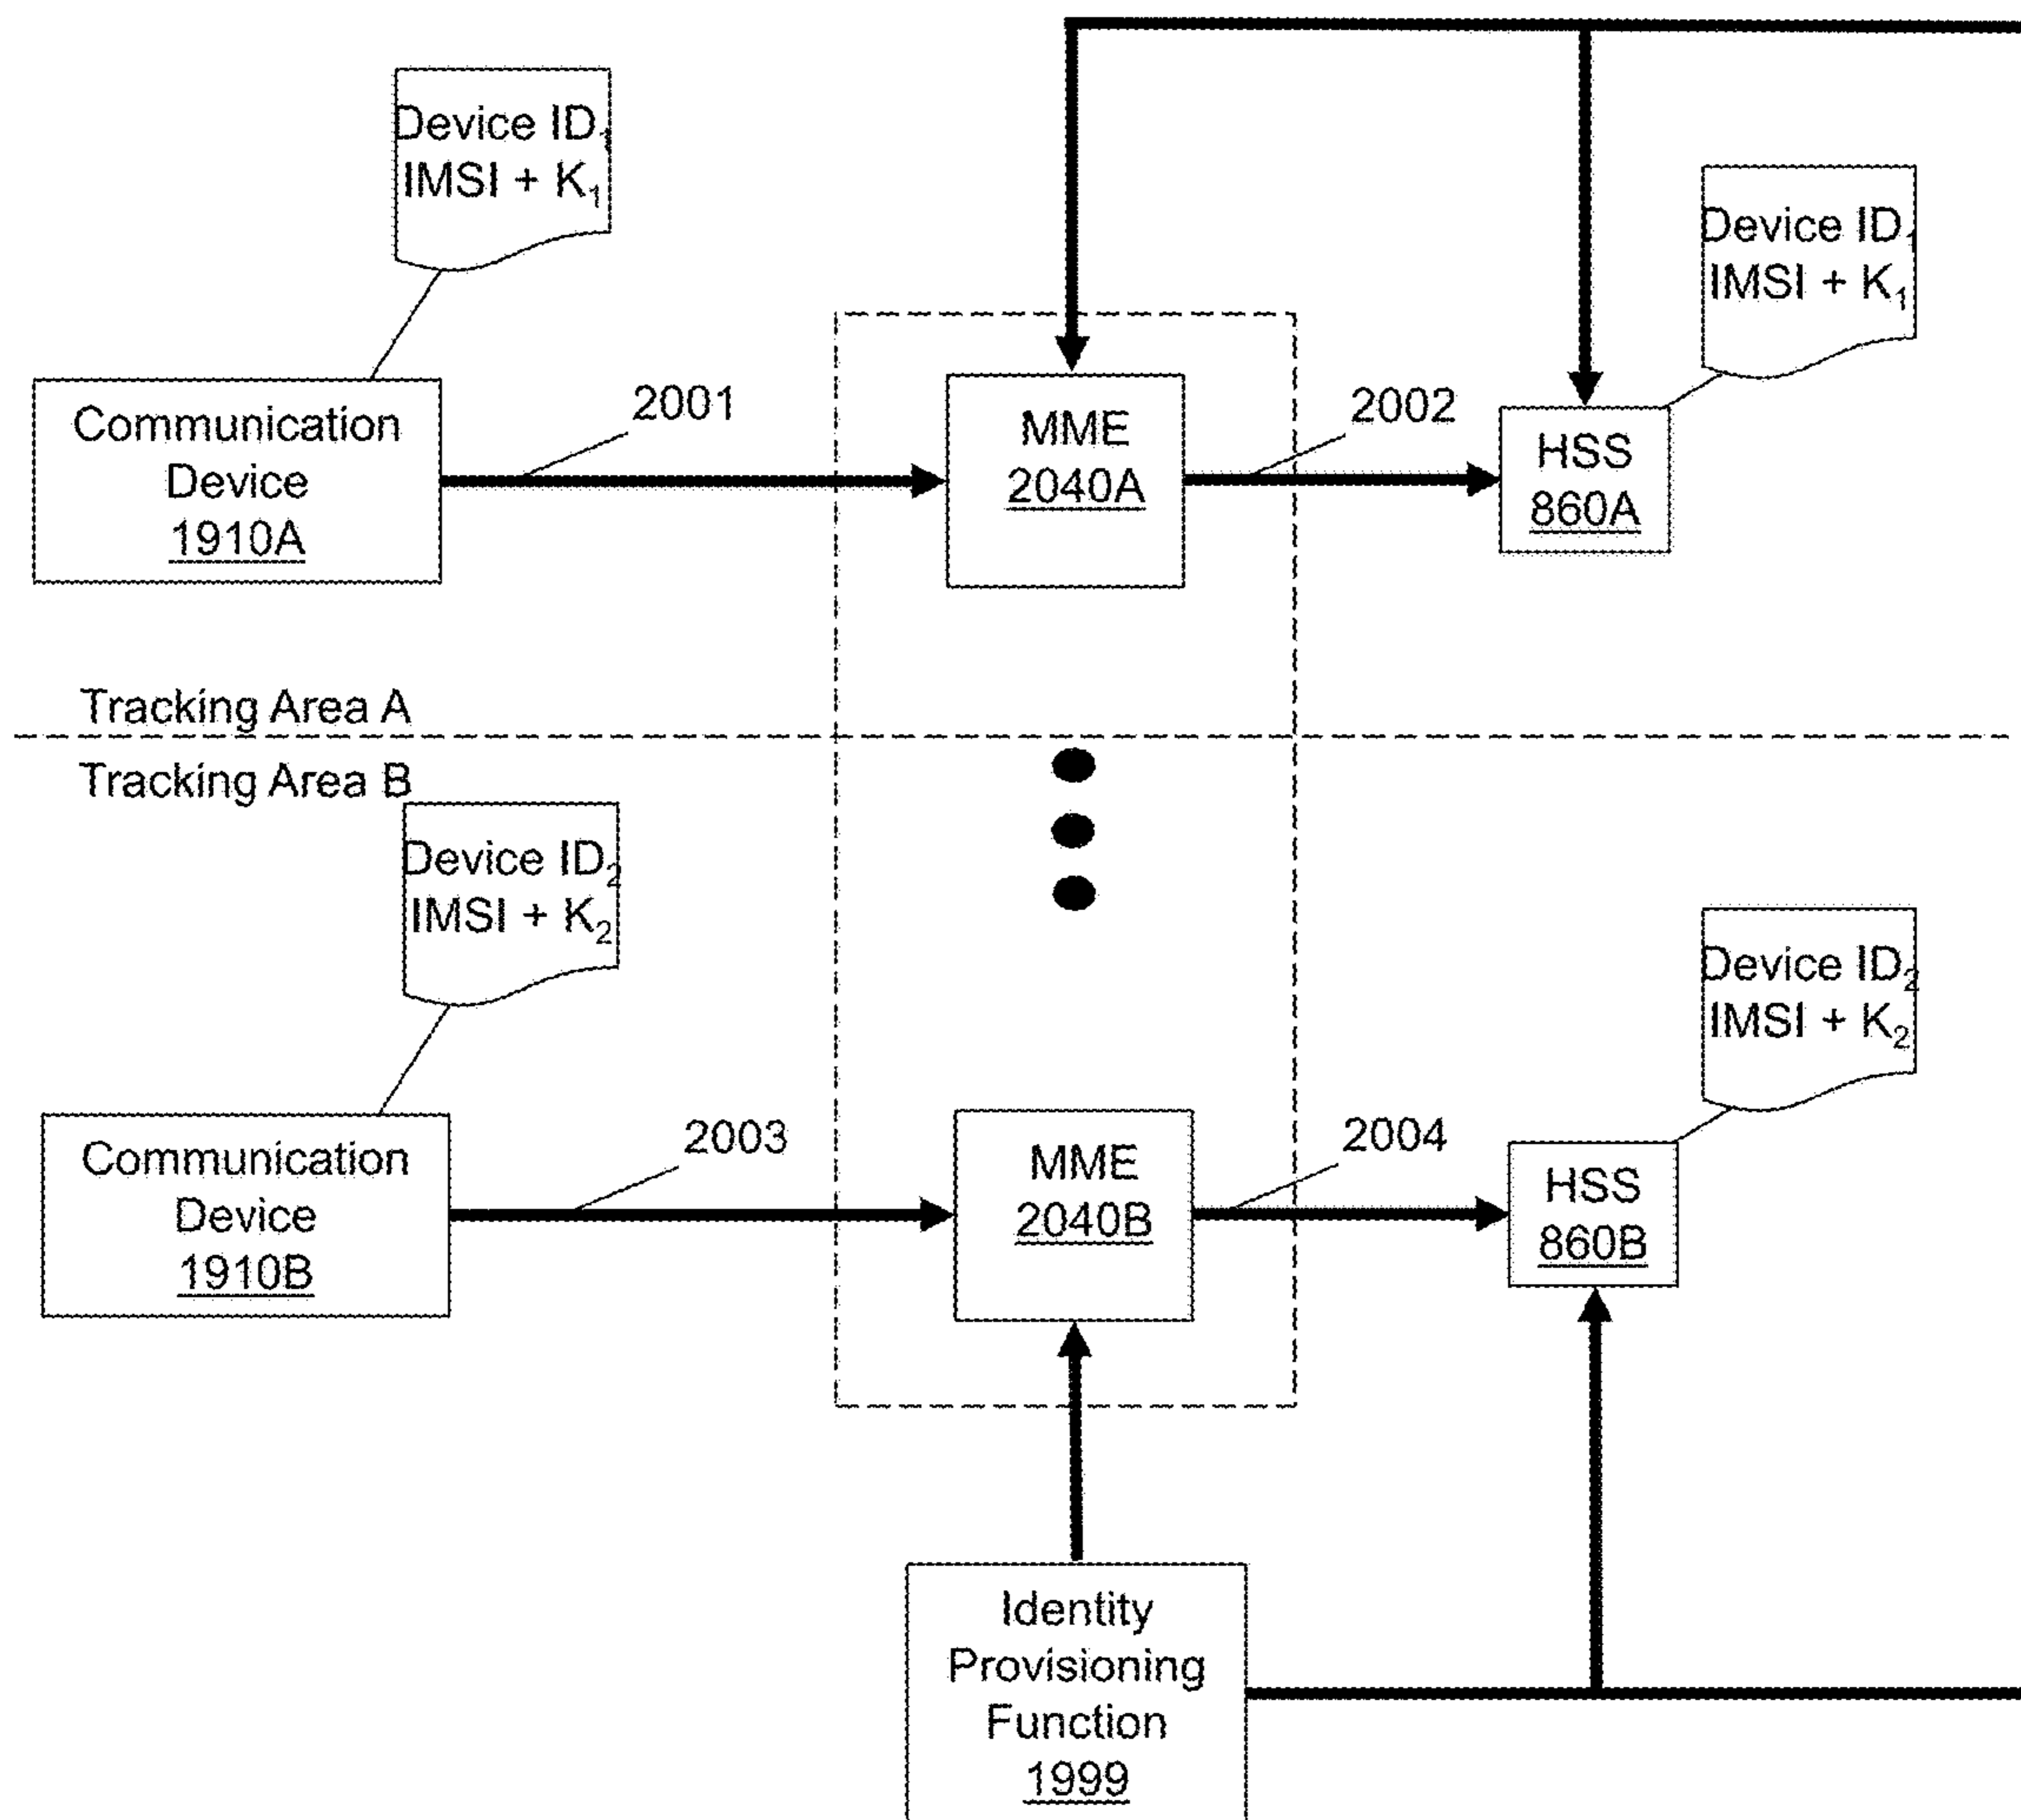 Device ID₁
IMSI + K₁
Device ID₁
IMSI + K₁
Communication
Device
1910A
2001
MME
2040A
2002
HSS
860A
Tracking Area A
Tracking Area B
Device ID₂
IMSI + K₂
Device ID₂
IMSI + K₂
Communication
Device
1910B
2003
MME
2040B
2004
HSS
860B
Identity
Provisioning
Function
1999